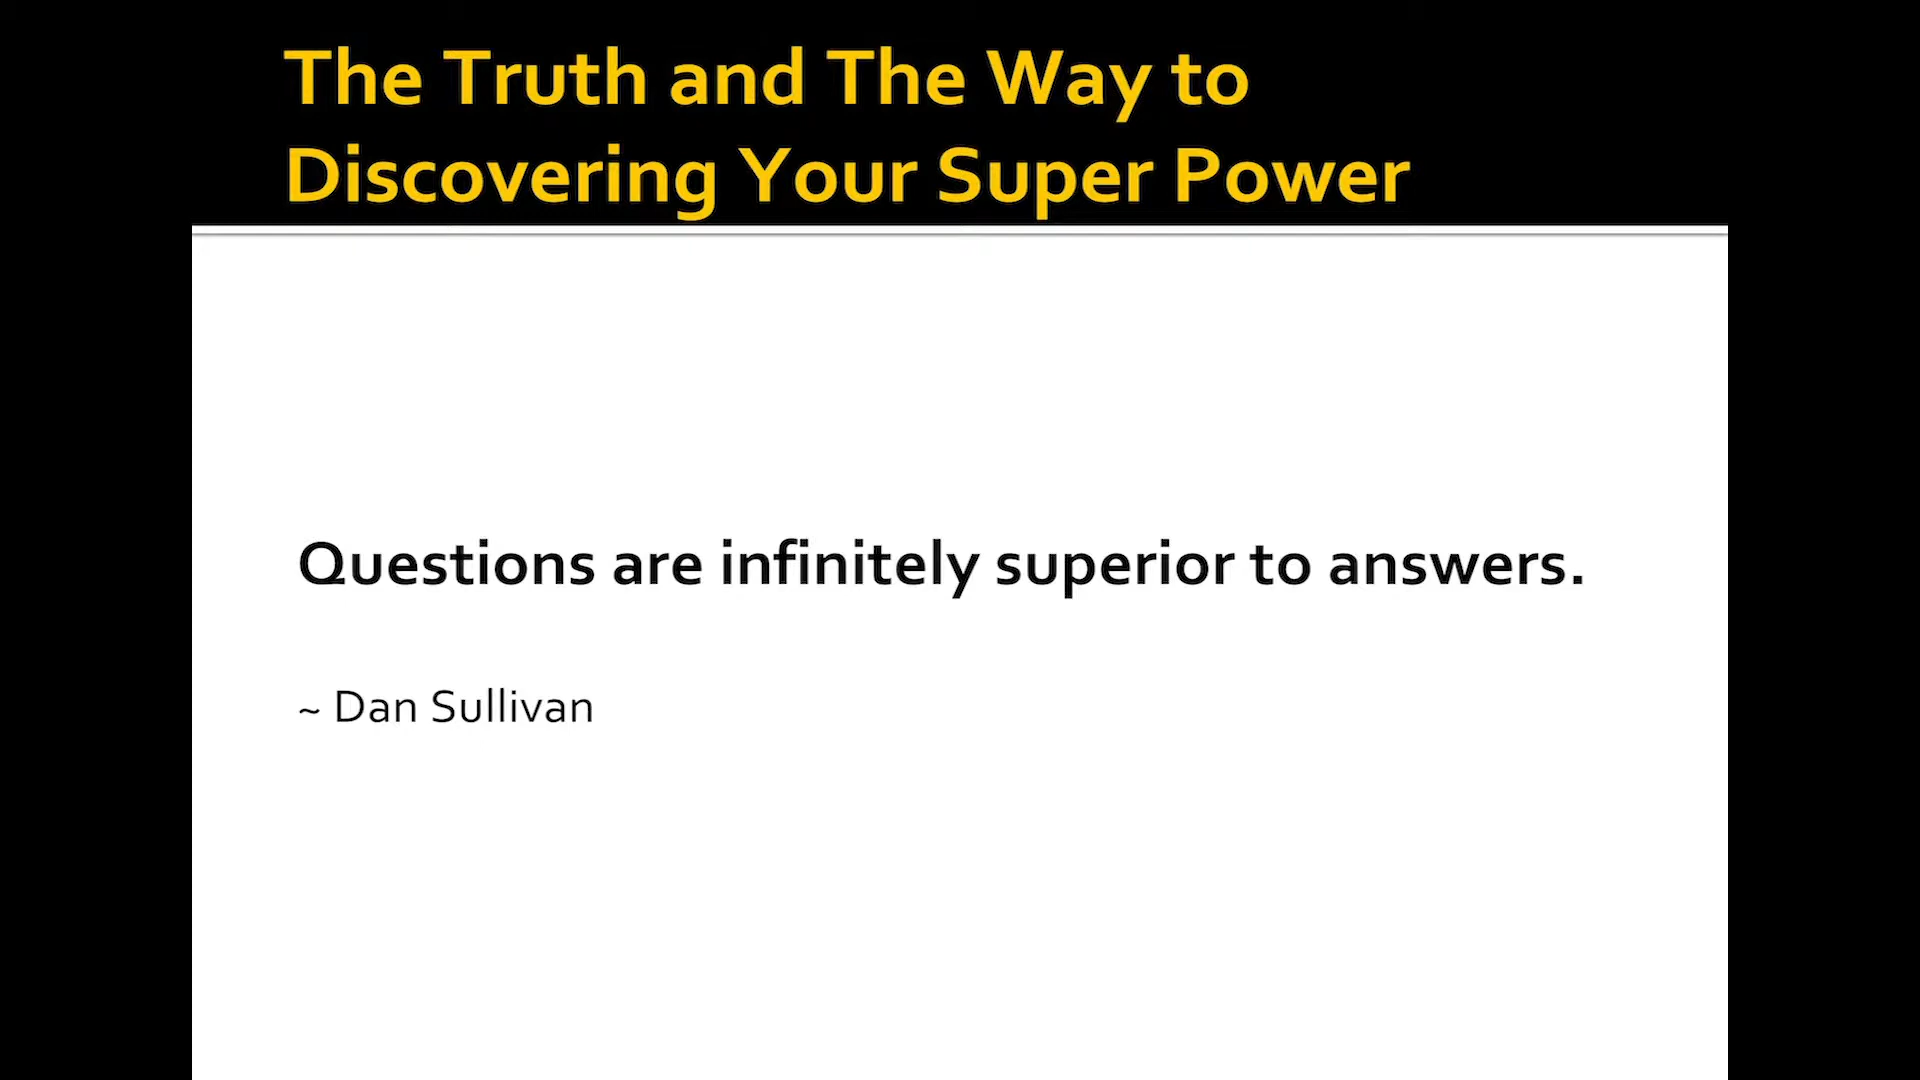 The Truth and The Way to
Discovering Your Super Power
Questions are infinitely superior to answers.
~ Dan Sullivan